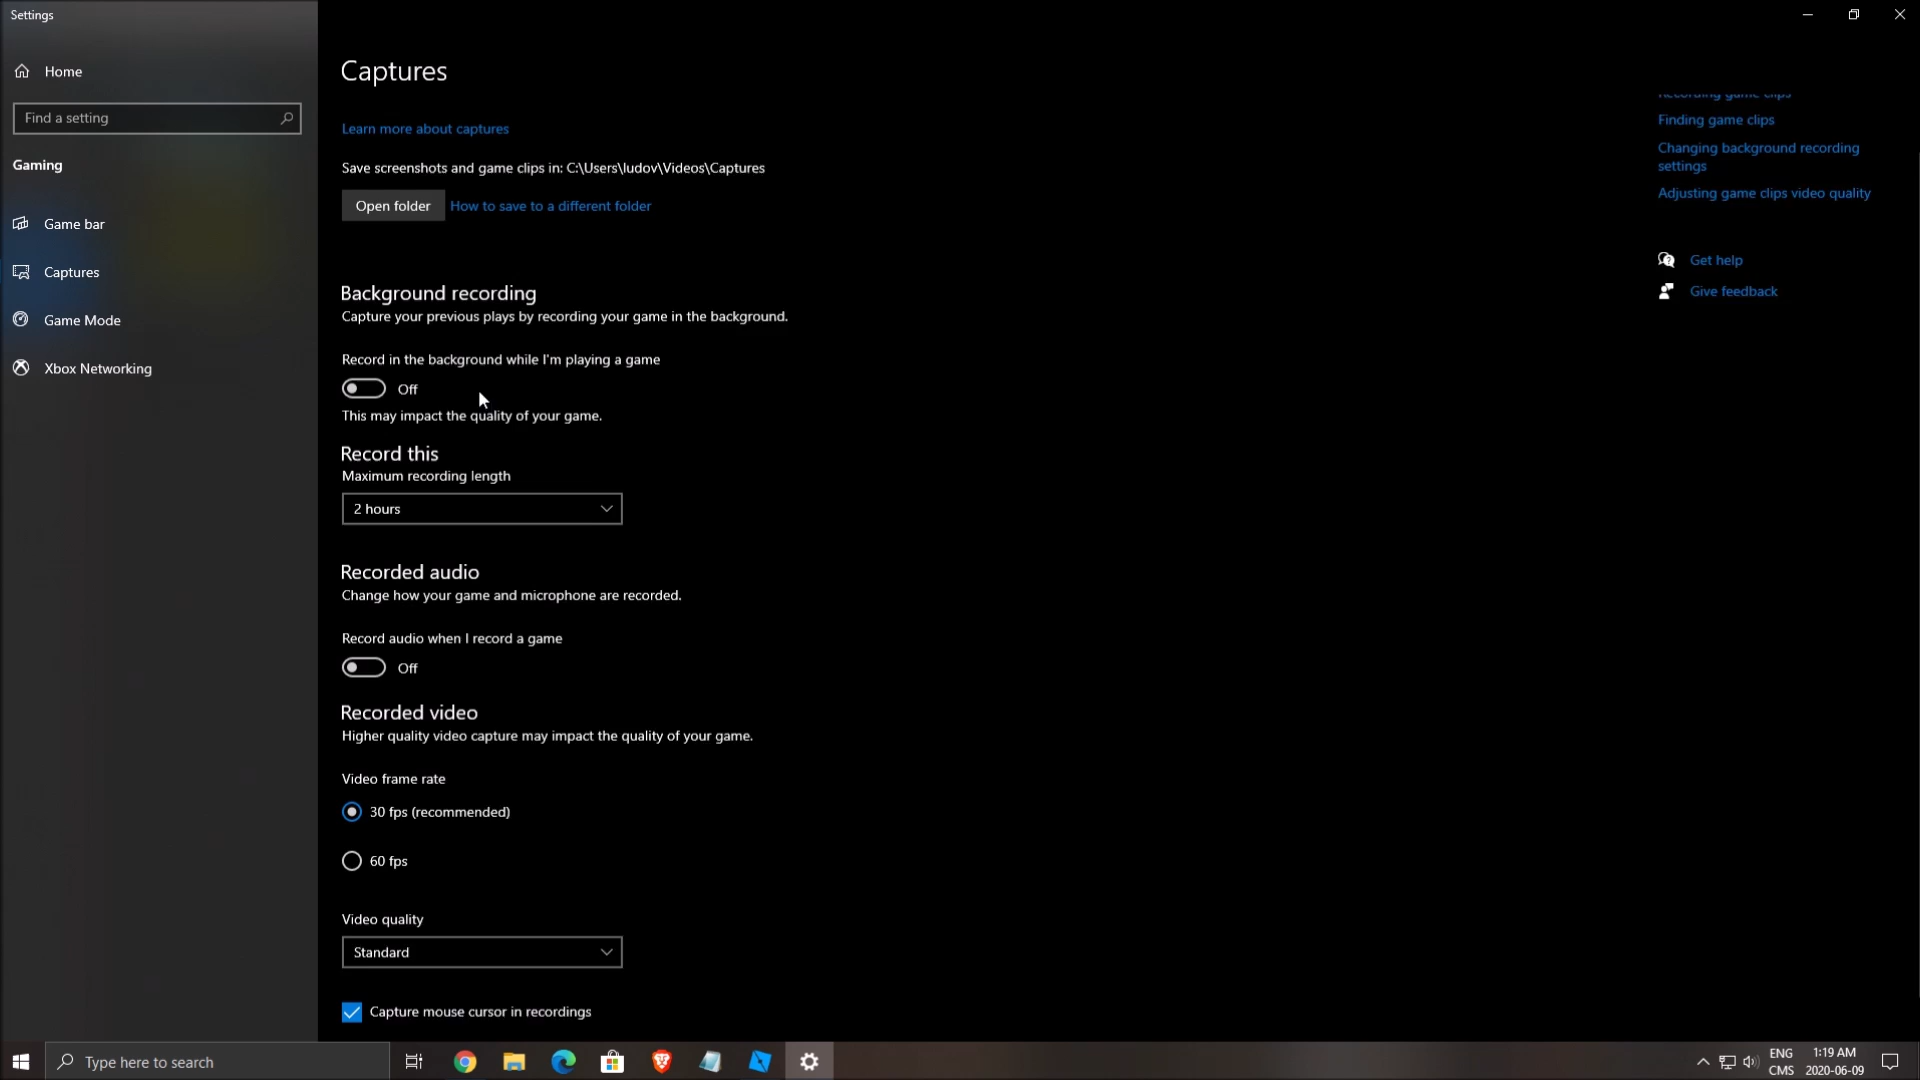 Settings
Home
Find a setting
Gaming
Game bar
Captures
Game Mode
Xbox Networking
Captures
Learn more about captures
Save screenshots and game clips in: C:\Users\ludov\Videos\Captures
Open folder
How to save to a different folder
Background recording
Capture your previous plays by recording your game in the background.
Record in the background while I'm playing a game
Off
This may impact the quality of your game.
Record this
Maximum recording length
2 hours
Recorded audio
Change how your game and microphone are recorded.
Record audio when I record a game
Off
Recorded video
Higher quality video capture may impact the quality of your game.
Video frame rate
30 fps (recommended)
60 fps
Video quality
Standard
Capture mouse cursor in recordings
Recording game clips
Finding game clips
Changing background recording
settings
Adjusting game clips video quality
Get help
Give feedback
Type here to search
ENG
CMS
1:19 AM
2020-06-09